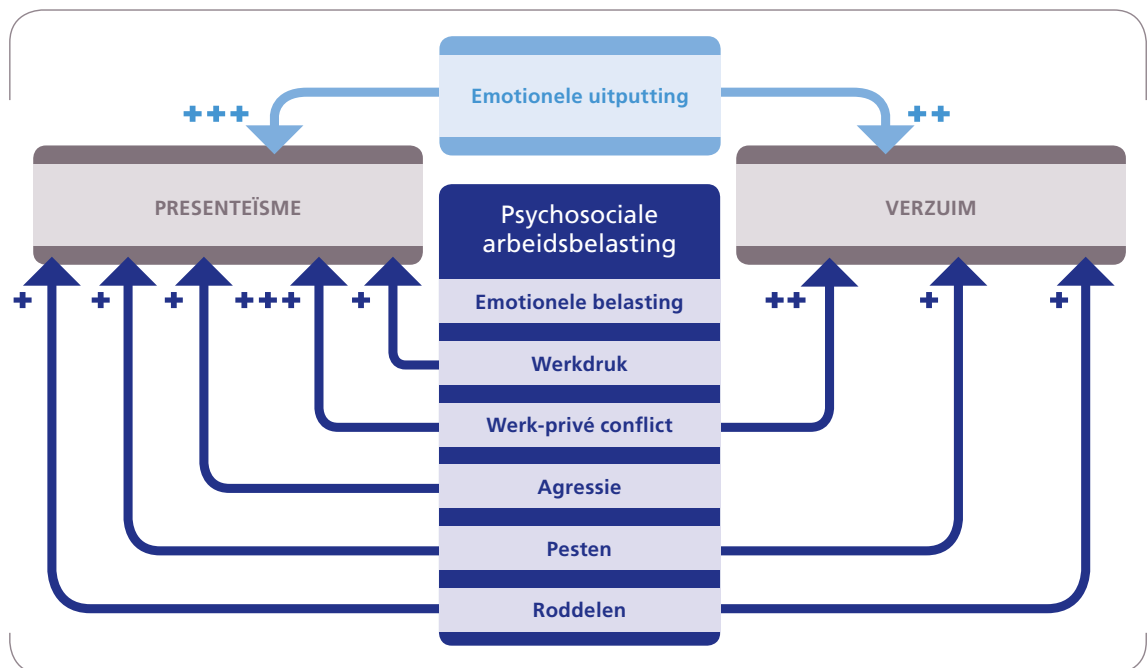 Emotionele uitputting
+++
++
PRESENTEÏSME
VERZUIM
Psychosociale
arbeidsbelasting
+
+
+
+++
+
++
+
+
Emotionele belasting
Werkdruk
Werk-privé conflict
Agressie
Pesten
Roddelen